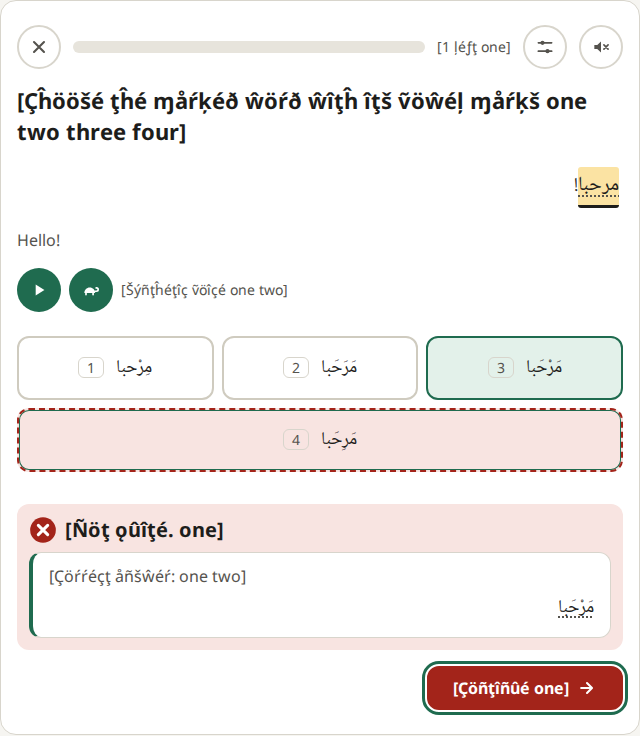 [1 ļéƒţ one]
[Çĥööšé ţĥé ɱåŕķéð ŵöŕð ŵîţĥ îţš ṽöŵéļ ɱåŕķš one
two three four]
مرحبا!
Hello!
[Šýñţĥéţîç ṽöîçé one two]
1 مِرْحبا
2 مَرَحَبا
3 مَرْحَبا
4 مَرِحَبا
[Ñöţ ǫûîţé. one]
[Çöŕŕéçţ åñšŵéŕ: one two]
مَرْحَبا
[Çöñţîñûé one]